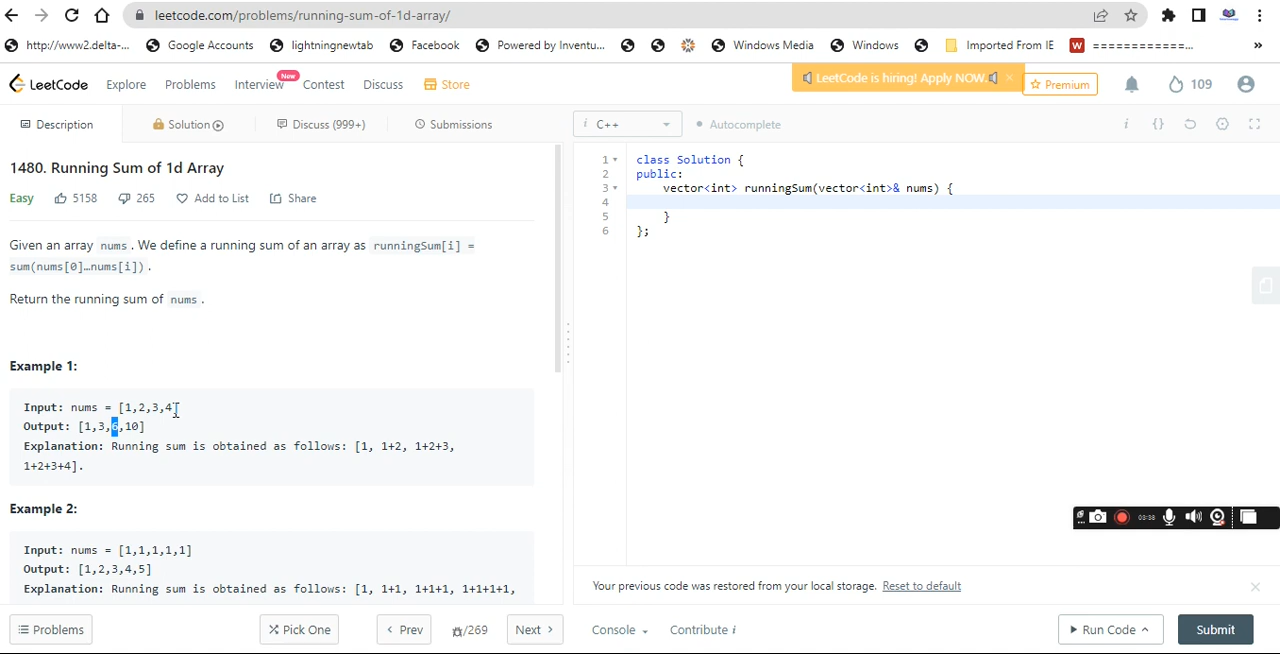 leetcode.com/problems/running-sum-of-1d-array/
http://www2.delta-... Google Accounts lightningnewtab Facebook Powered by Inventu... Windows Media Windows Imported From IE W ============... »
LeetCode Explore Problems Interview New Contest Discuss Store LeetCode is hiring! Apply NOW. × Premium 109
Description Solution Discuss (999+) Submissions i C++ Autocomplete
1480. Running Sum of 1d Array
Easy 5158 265 Add to List Share
Given an array nums . We define a running sum of an array as runningSum[i] =
sum(nums[0]…nums[i]) .
Return the running sum of nums .
Example 1:
Input: nums = [1,2,3,4]
Output: [1,3,6,10]
Explanation: Running sum is obtained as follows: [1, 1+2, 1+2+3,
1+2+3+4].
Example 2:
Input: nums = [1,1,1,1,1]
Output: [1,2,3,4,5]
Explanation: Running sum is obtained as follows: [1, 1+1, 1+1+1, 1+1+1+1,
1 class Solution {
2 public:
3 vector<int> runningSum(vector<int>& nums) {
4
5 }
6 };
03:38
Your previous code was restored from your local storage. Reset to default
Problems Pick One < Prev /269 Next > Console Contribute i Run Code Submit